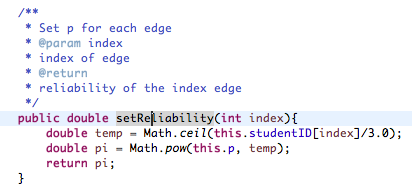 /**
* Set p for each edge
* @param index
* index of edge
* @return
* reliability of the index edge
*/
public double setReliability(int index){
double temp = Math.ceil(this.studentID[index]/3.0);
double pi = Math.pow(this.p, temp);
return pi;
}